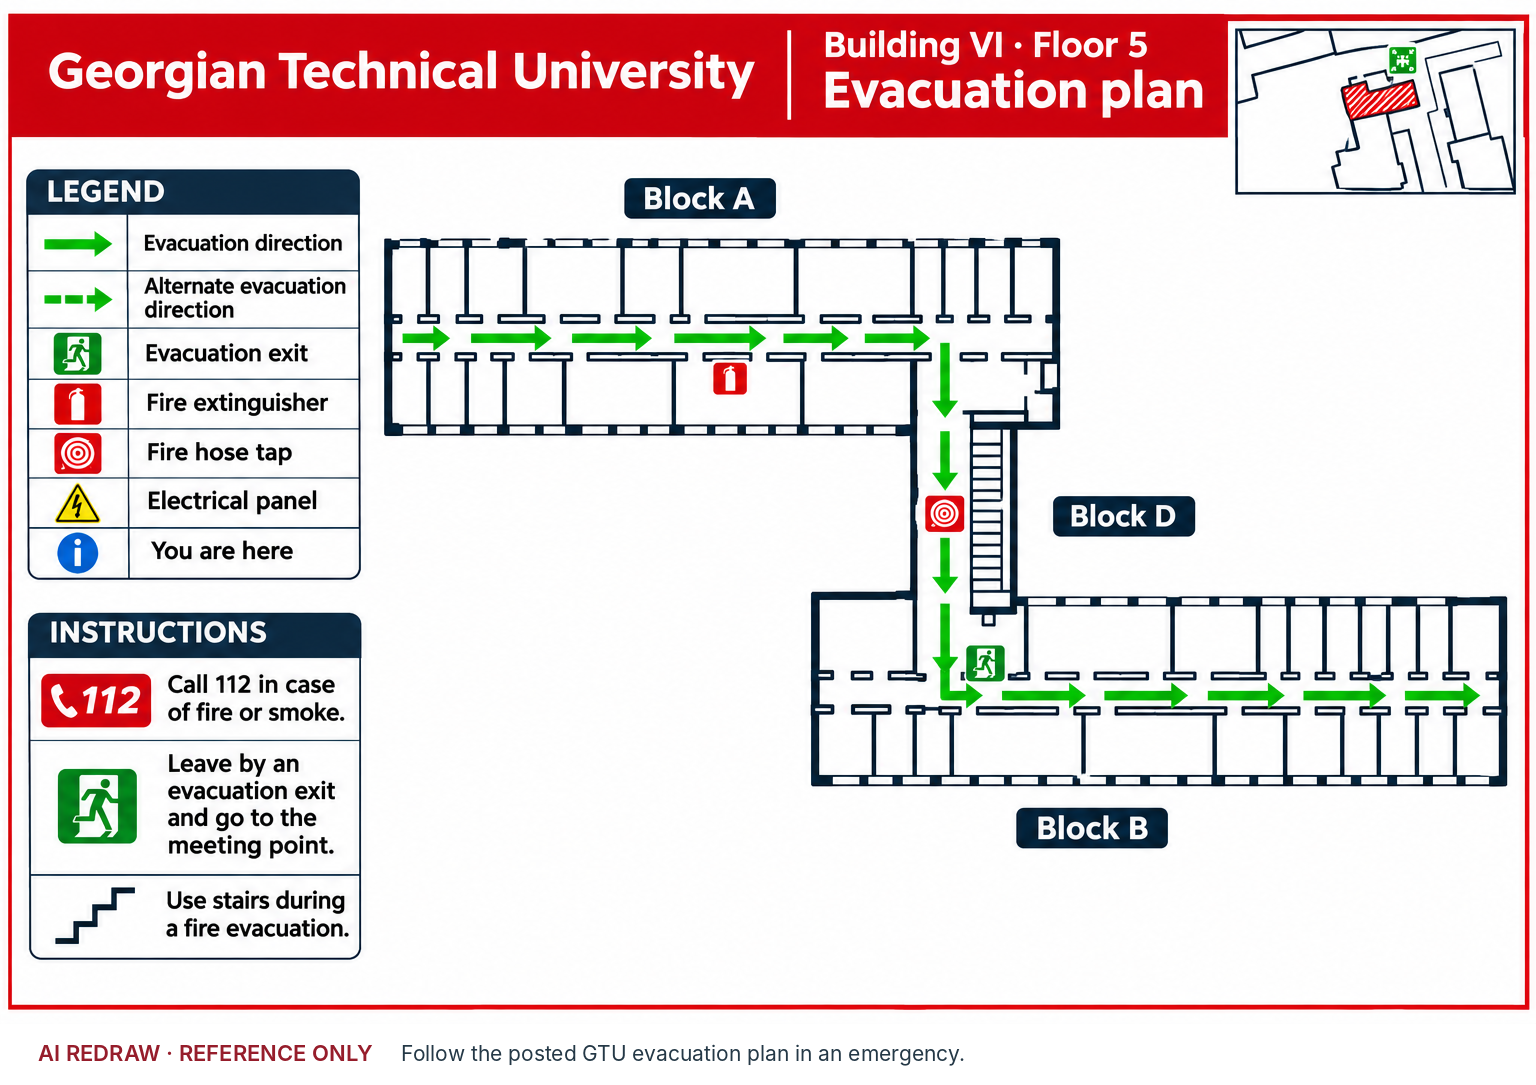 Georgian Technical University
Building VI · Floor 5
Evacuation plan
LEGEND
Evacuation direction
Alternate evacuation
direction
Evacuation exit
Fire extinguisher
Fire hose tap
Electrical panel
i
You are here
INSTRUCTIONS
112
Call 112 in case
of fire or smoke.
Leave by an
evacuation exit
and go to the
meeting point.
Use stairs during
a fire evacuation.
Block A
Block D
Block B
AI REDRAW · REFERENCE ONLY
Follow the posted GTU evacuation plan in an emergency.